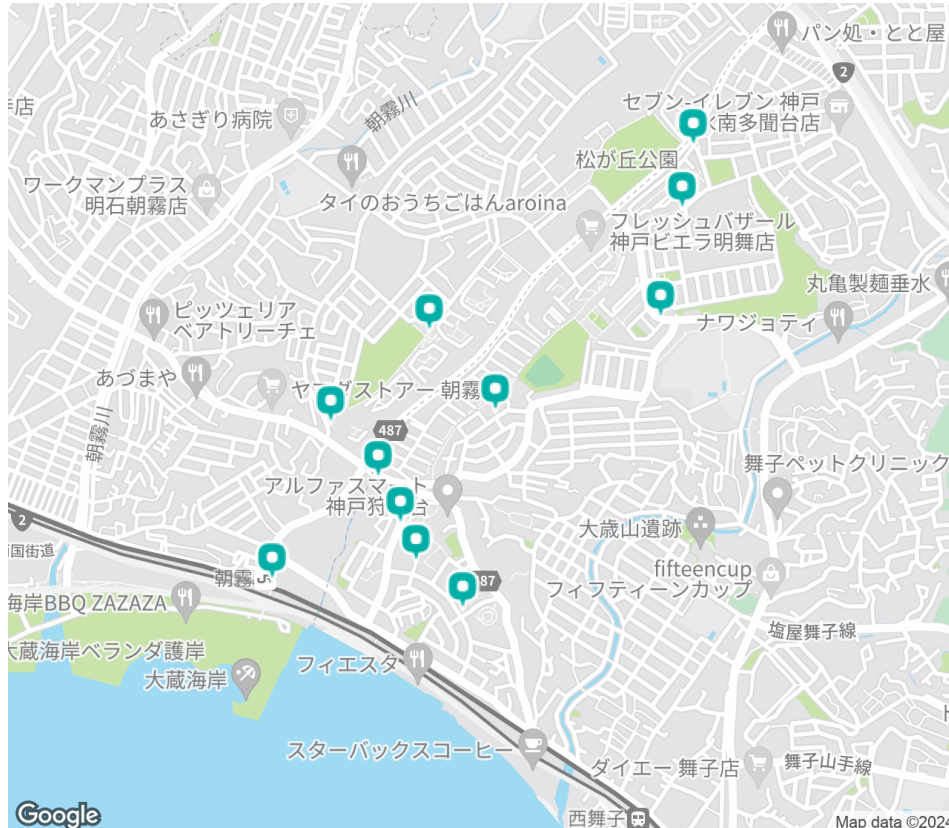 パン処・とと屋
2
セブン-イレブン 神戸
南多聞台店
あさぎり病院
朝霧川
松が丘公園
ワークマンプラス
明石朝霧店
タイのおうちごはんaroina
フレッシュバザール
神戸ビエラ明舞店
丸亀製麺垂水
ピッツェリア
ベアトリーチェ
ナワジョティ
あづまや
ストアー 朝霧
朝霧川
487
舞子ペットクリニック
アルファスマート
神戸狩
台
2
大歳山遺跡
国街道
朝霧
fifteencup
フィフティーンカップ
87
海岸BBQ ZAZAZA
塩屋舞子線
大蔵海岸ベランダ護岸
フィエスタ
大蔵海岸
スターバックスコーヒー
ダイエー 舞子店
舞子山手線
西舞子
Google
Map data ©2024